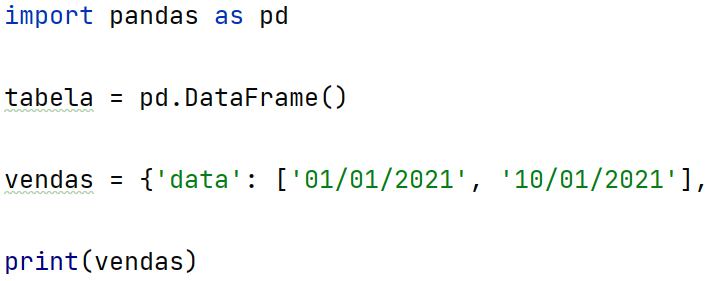 import pandas as pd
tabela = pd.DataFrame()
vendas = {'data': ['01/01/2021', '10/01/2021'],
print(vendas)